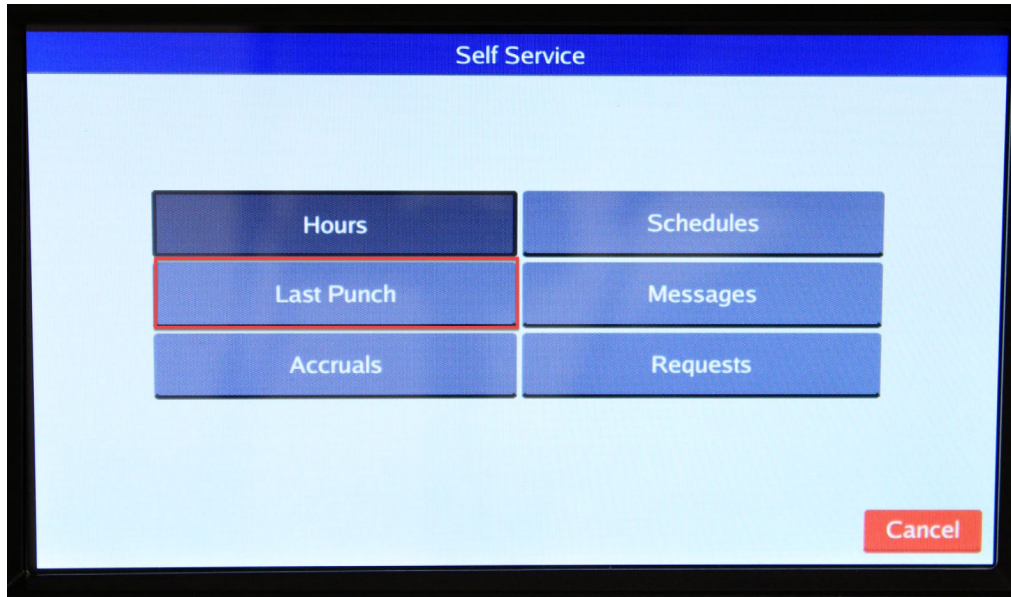 Self Service
Hours
Schedules
Last Punch
Messages
Accruals
Requests
Cancel